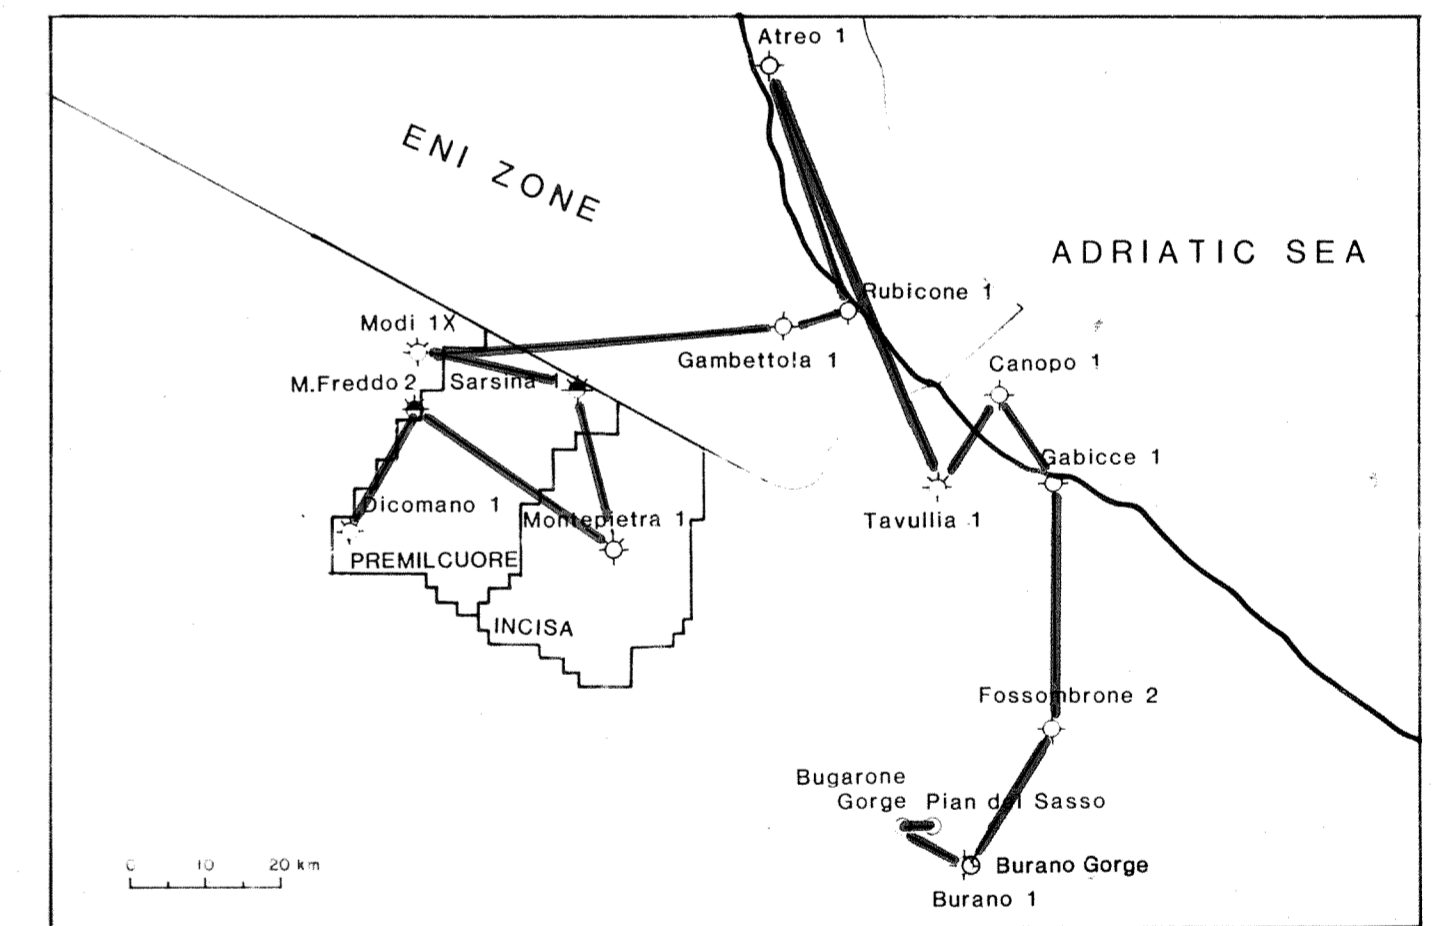 Atreo 1
ENI ZONE
ADRIATIC SEA
Rubicone 1
Modi 1X
Gambettola 1
Canopo 1
M.Freddo 2
Sarsina 1
Gabicce 1
Dicomano 1
Montepietra 1
Tavullia 1
PREMILCUORE
INCISA
Fossombrone 2
Bugarone
Gorge
Pian del Sasso
0 10 20 km
Burano Gorge
Burano 1